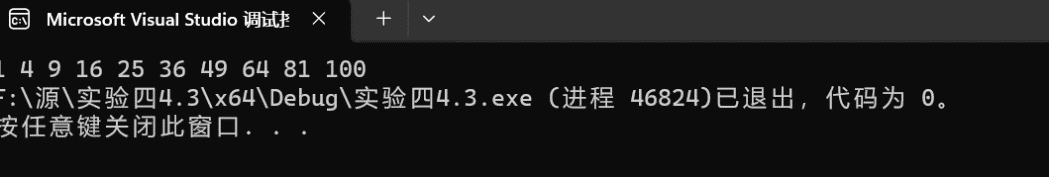 Microsoft Visual Studio 调试
1 4 9 16 25 36 49 64 81 100
F:\源\实验四4.3\x64\Debug\实验四4.3.exe (进程 46824)已退出，代码为 0。
按任意键关闭此窗口. . .